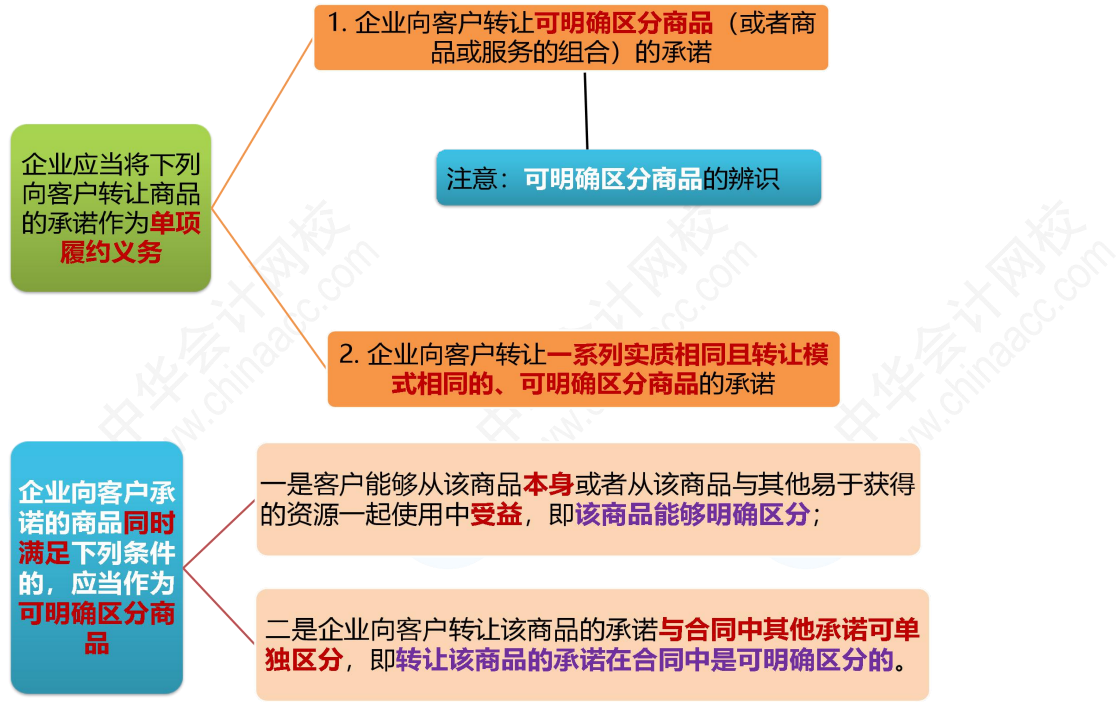 1. 企业向客户转让可明确区分商品（或者商
品或服务的组合）的承诺
企业应当将下列
向客户转让商品
的承诺作为单项
履约义务
注意：可明确区分商品的辨识
2. 企业向客户转让一系列实质相同且转让模
式相同的、可明确区分商品的承诺
企业向客户承
诺的商品同时
满足下列条件
的，应当作为
可明确区分商
品
一是客户能够从该商品本身或者从该商品与其他易于获得
的资源一起使用中受益，即该商品能够明确区分；
二是企业向客户转让该商品的承诺与合同中其他承诺可单
独区分，即转让该商品的承诺在合同中是可明确区分的。
中华会计网校
www.chinaacc.com
中华会计网校
www.chinaacc.com
中华会计网校
www.chinaacc.com